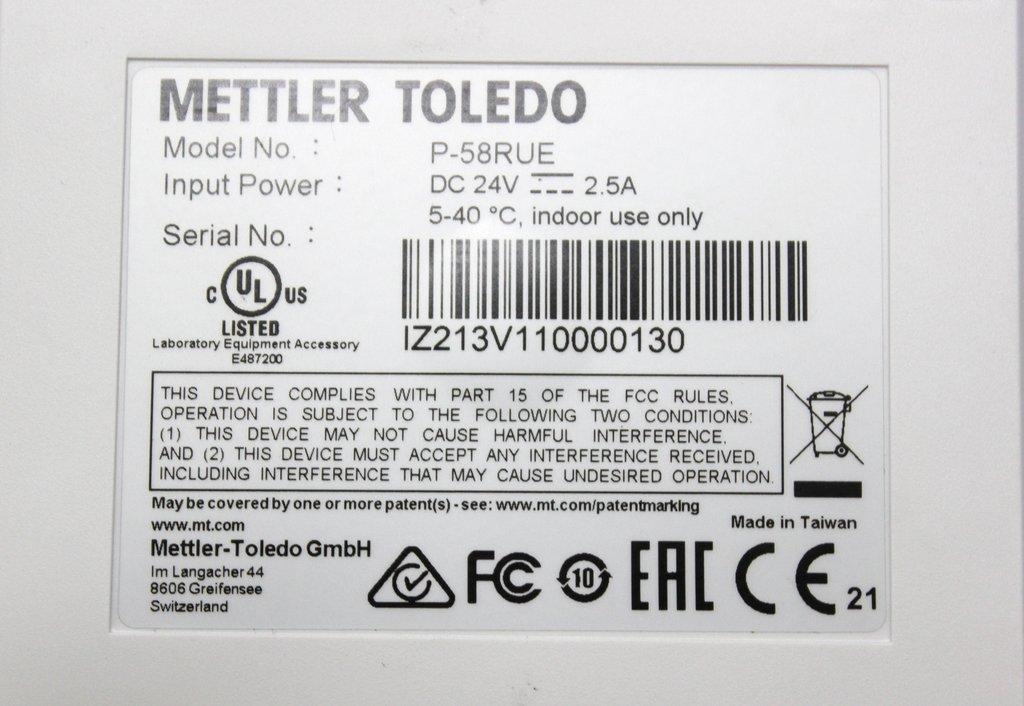 METTLER TOLEDO
Model No. : P-58RUE
Input Power : DC 24V 2.5A
5-40 °C, indoor use only
Serial No. :
IZ213V110000130
C UL US
LISTED
Laboratory Equipment Accessory
E487200
THIS DEVICE COMPLIES WITH PART 15 OF THE FCC RULES,
OPERATION IS SUBJECT TO THE FOLLOWING TWO CONDITIONS:
(1) THIS DEVICE MAY NOT CAUSE HARMFUL INTERFERENCE,
AND (2) THIS DEVICE MUST ACCEPT ANY INTERFERENCE RECEIVED,
INCLUDING INTERFERENCE THAT MAY CAUSE UNDESIRED OPERATION.
May be covered by one or more patent(s) - see: www.mt.com/patentmarking
www.mt.com
Made in Taiwan
Mettler-Toledo GmbH
Im Langacher 44
8606 Greifensee
Switzerland
FC 10 EAC CE 21